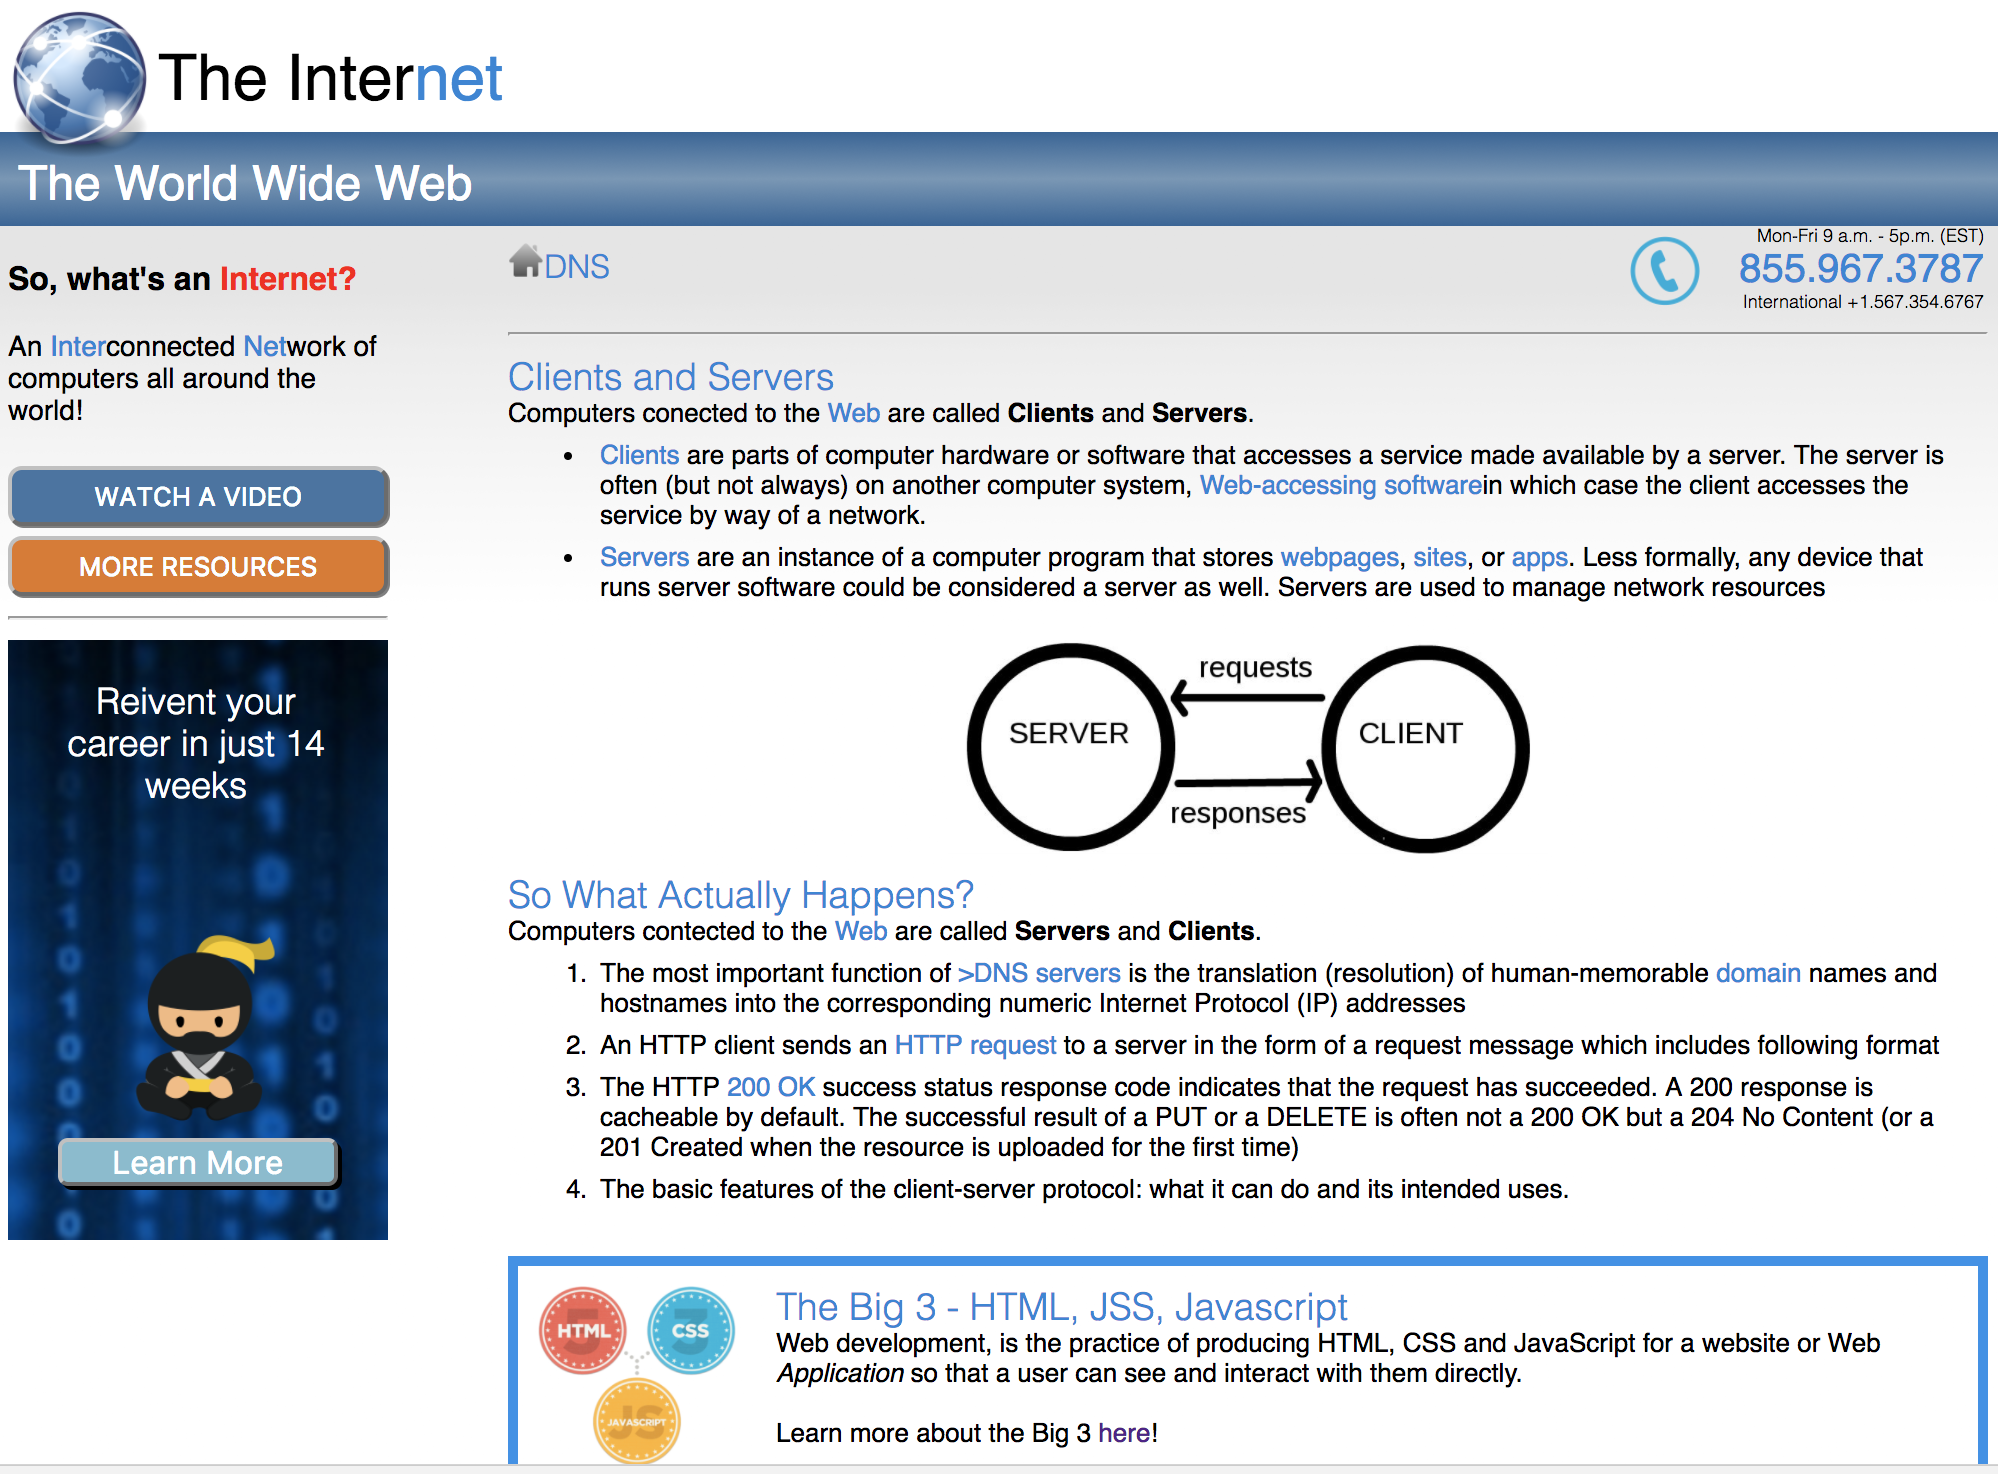 The Internet
The World Wide Web
So, what's an Internet?
An Interconnected Network of
computers all around the
world!
WATCH A VIDEO
MORE RESOURCES
Reivent your
career in just 14
weeks
Learn More
DNS
Mon-Fri 9 a.m. - 5p.m. (EST)
855.967.3787
International +1.567.354.6767
Clients and Servers
Computers conected to the Web are called Clients and Servers.
• Clients are parts of computer hardware or software that accesses a service made available by a server. The server is
often (but not always) on another computer system, Web-accessing softwarein which case the client accesses the
service by way of a network.
• Servers are an instance of a computer program that stores webpages, sites, or apps. Less formally, any device that
runs server software could be considered a server as well. Servers are used to manage network resources
requests
SERVER
CLIENT
responses
So What Actually Happens?
Computers contected to the Web are called Servers and Clients.
1. The most important function of >DNS servers is the translation (resolution) of human-memorable domain names and
hostnames into the corresponding numeric Internet Protocol (IP) addresses
2. An HTTP client sends an HTTP request to a server in the form of a request message which includes following format
3. The HTTP 200 OK success status response code indicates that the request has succeeded. A 200 response is
cacheable by default. The successful result of a PUT or a DELETE is often not a 200 OK but a 204 No Content (or a
201 Created when the resource is uploaded for the first time)
4. The basic features of the client-server protocol: what it can do and its intended uses.
HTML
CSS
JAVASCRIPT
The Big 3 - HTML, JSS, Javascript
Web development, is the practice of producing HTML, CSS and JavaScript for a website or Web
Application so that a user can see and interact with them directly.
Learn more about the Big 3 here!